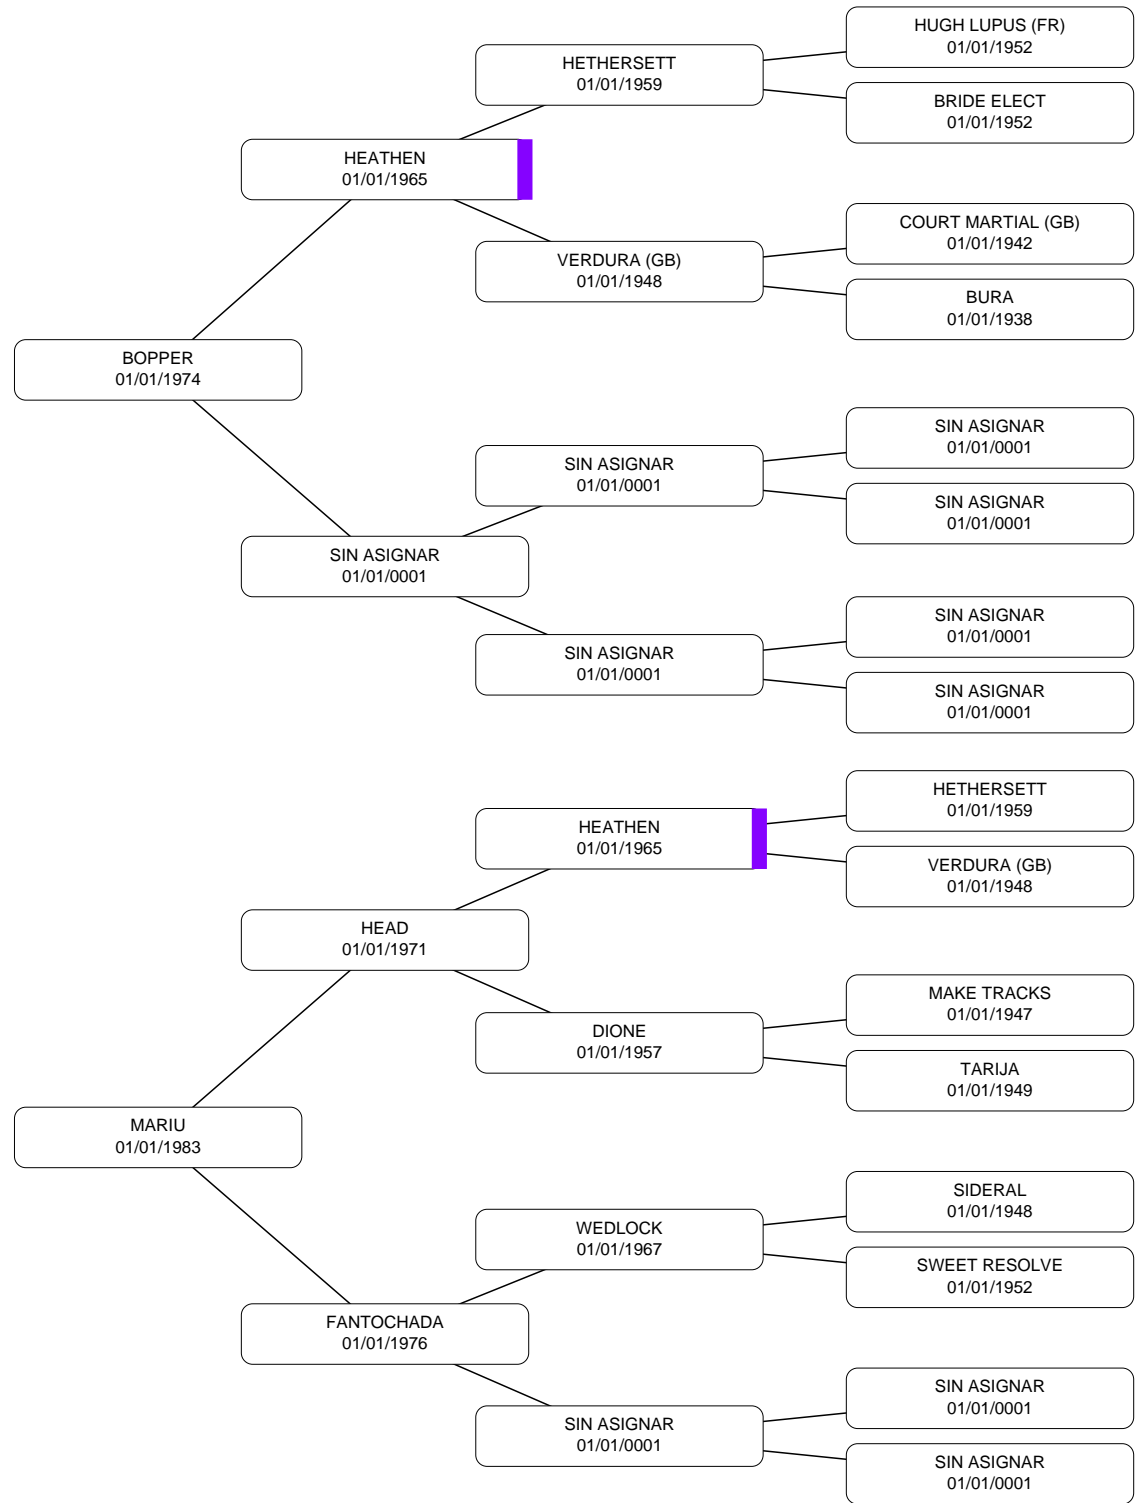 HUGH LUPUS (FR)
01/01/1952
HETHERSETT
01/01/1959
BRIDE ELECT
01/01/1952
HEATHEN
01/01/1965
COURT MARTIAL (GB)
01/01/1942
VERDURA (GB)
01/01/1948
BURA
01/01/1938
BOPPER
01/01/1974
SIN ASIGNAR
01/01/0001
SIN ASIGNAR
01/01/0001
SIN ASIGNAR
01/01/0001
SIN ASIGNAR
01/01/0001
SIN ASIGNAR
01/01/0001
SIN ASIGNAR
01/01/0001
SIN ASIGNAR
01/01/0001
HETHERSETT
01/01/1959
HEATHEN
01/01/1965
VERDURA (GB)
01/01/1948
HEAD
01/01/1971
MAKE TRACKS
01/01/1947
DIONE
01/01/1957
TARIJA
01/01/1949
MARIU
01/01/1983
SIDERAL
01/01/1948
WEDLOCK
01/01/1967
SWEET RESOLVE
01/01/1952
FANTOCHADA
01/01/1976
SIN ASIGNAR
01/01/0001
SIN ASIGNAR
01/01/0001
SIN ASIGNAR
01/01/0001